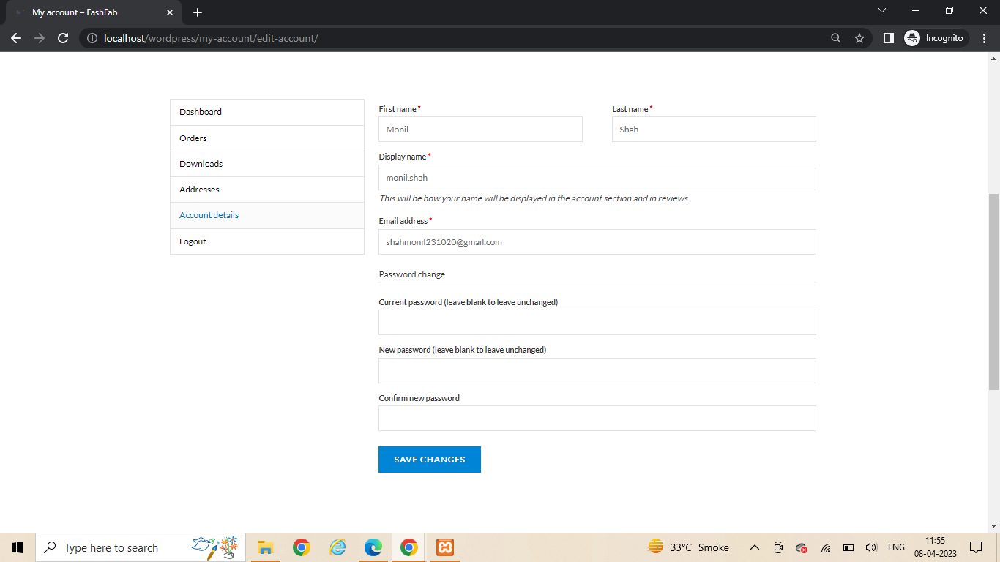 My account – FashFab
localhost/wordpress/my-account/edit-account/
Incognito
Dashboard
Orders
Downloads
Addresses
Account details
Logout
First name *
Last name *
Monil
Shah
Display name *
monil.shah
This will be how your name will be displayed in the account section and in reviews
Email address *
shahmonil231020@gmail.com
Password change
Current password (leave blank to leave unchanged)
New password (leave blank to leave unchanged)
Confirm new password
SAVE CHANGES
Type here to search
33°C Smoke
ENG
11:55
08-04-2023